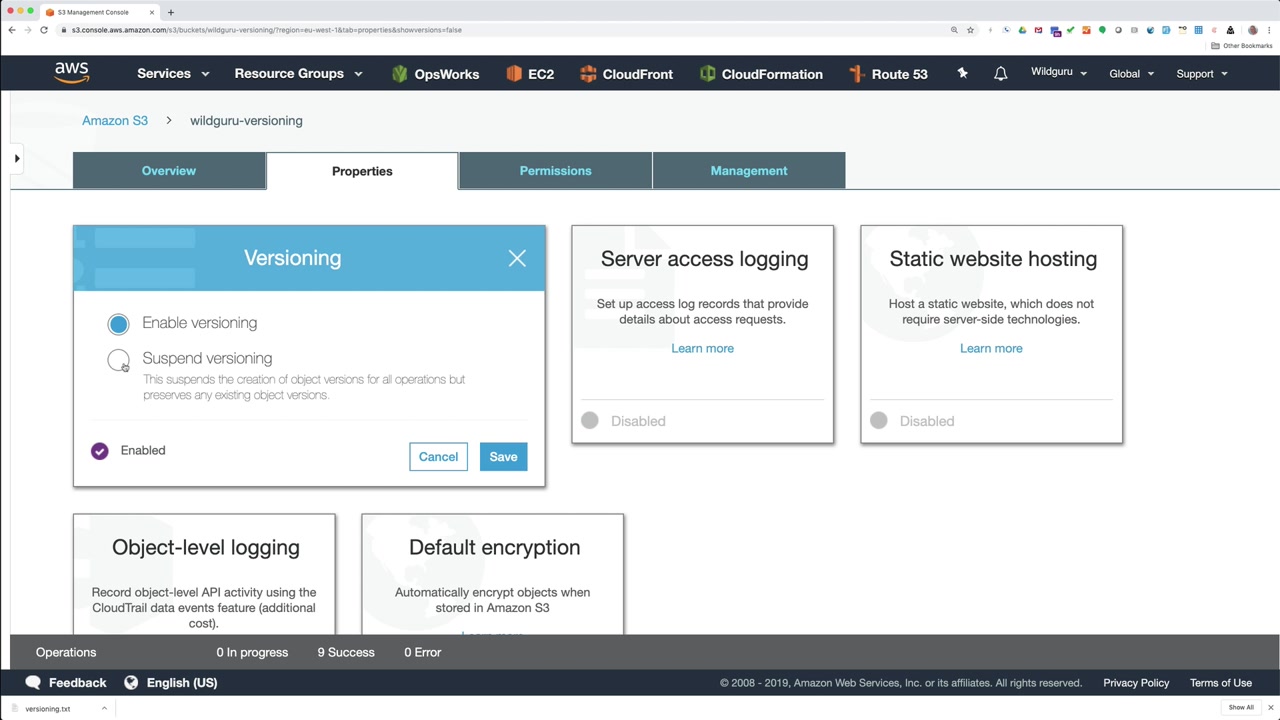 S3 Management Console
s3.console.aws.amazon.com/s3/buckets/wildguru-versioning/?region=eu-west-1&tab=properties&showversions=false
Other Bookmarks
aws
Services
Resource Groups
OpsWorks
EC2
CloudFront
CloudFormation
Route 53
Wildguru
Global
Support
Amazon S3
wildguru-versioning
Overview
Properties
Permissions
Management
Versioning
Enable versioning
Suspend versioning
This suspends the creation of object versions for all operations but
preserves any existing object versions.
Enabled
Cancel
Save
Server access logging
Set up access log records that provide
details about access requests.
Learn more
Disabled
Static website hosting
Host a static website, which does not
require server-side technologies.
Learn more
Disabled
Object-level logging
Record object-level API activity using the
CloudTrail data events feature (additional
cost).
Default encryption
Automatically encrypt objects when
stored in Amazon S3
Learn more
Operations
0 In progress
9 Success
0 Error
Feedback
English (US)
© 2008 - 2019, Amazon Web Services, Inc. or its affiliates. All rights reserved.
Privacy Policy
Terms of Use
versioning.txt
Show All